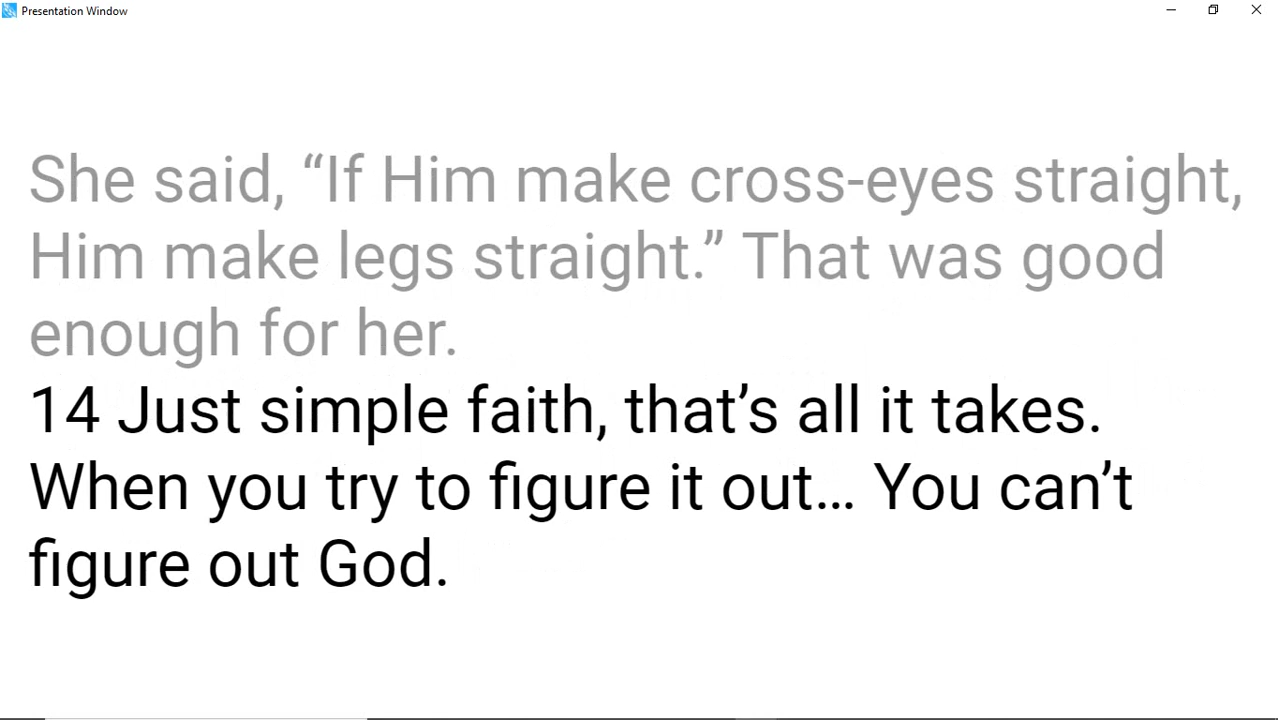 Presentation Window
She said, “If Him make cross-eyes straight,
Him make legs straight.” That was good
enough for her.
14 Just simple faith, that’s all it takes.
When you try to figure it out… You can’t
figure out God.